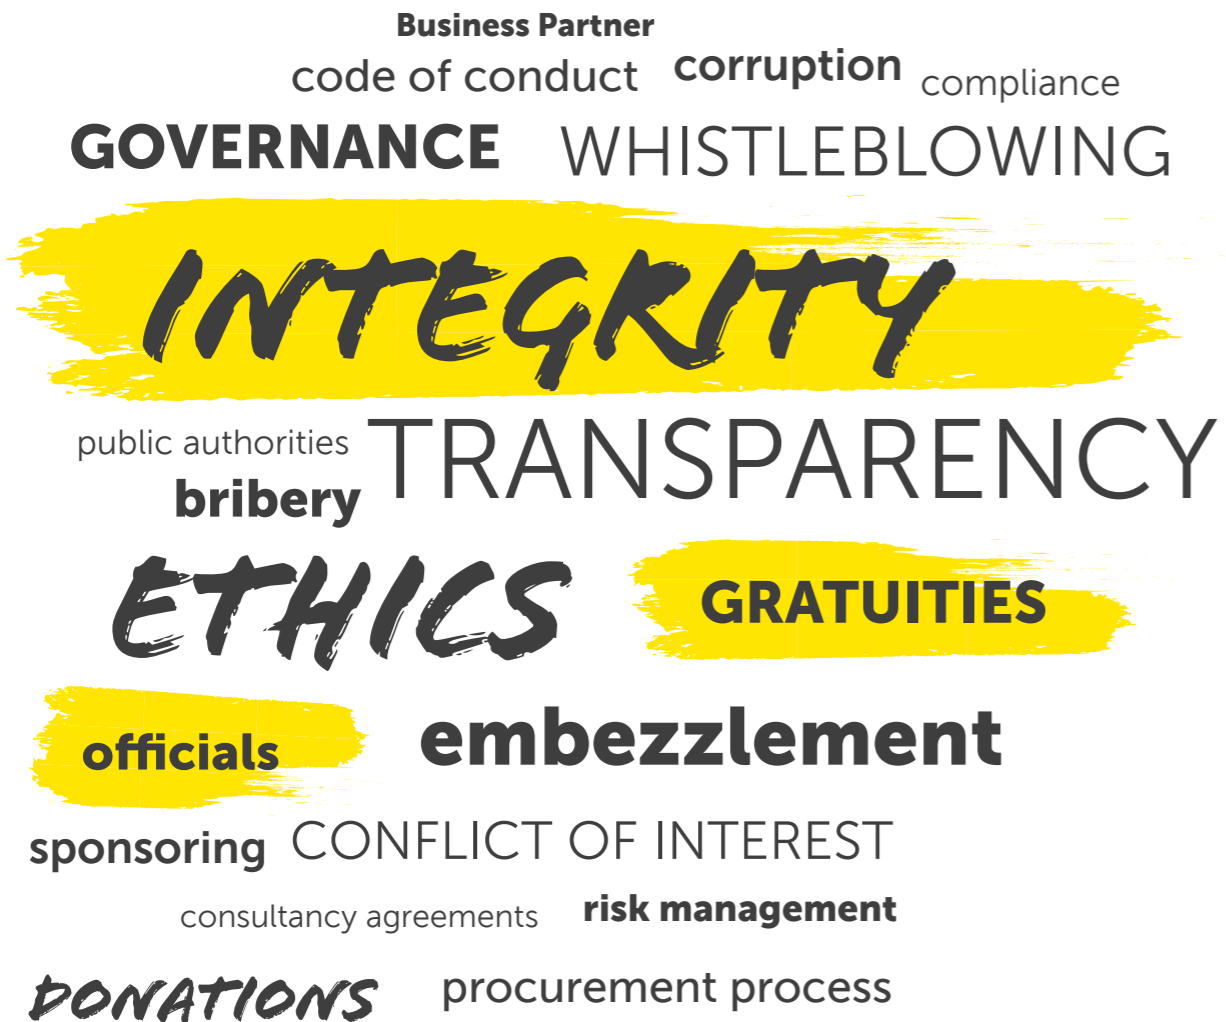 Business Partner
code of conduct corruption compliance
GOVERNANCE WHISTLEBLOWING
INTEGRITY
public authorities TRANSPARENCY
bribery
ETHICS GRATUITIES
officials embezzlement
sponsoring CONFLICT OF INTEREST
consultancy agreements risk management
DONATIONS procurement process